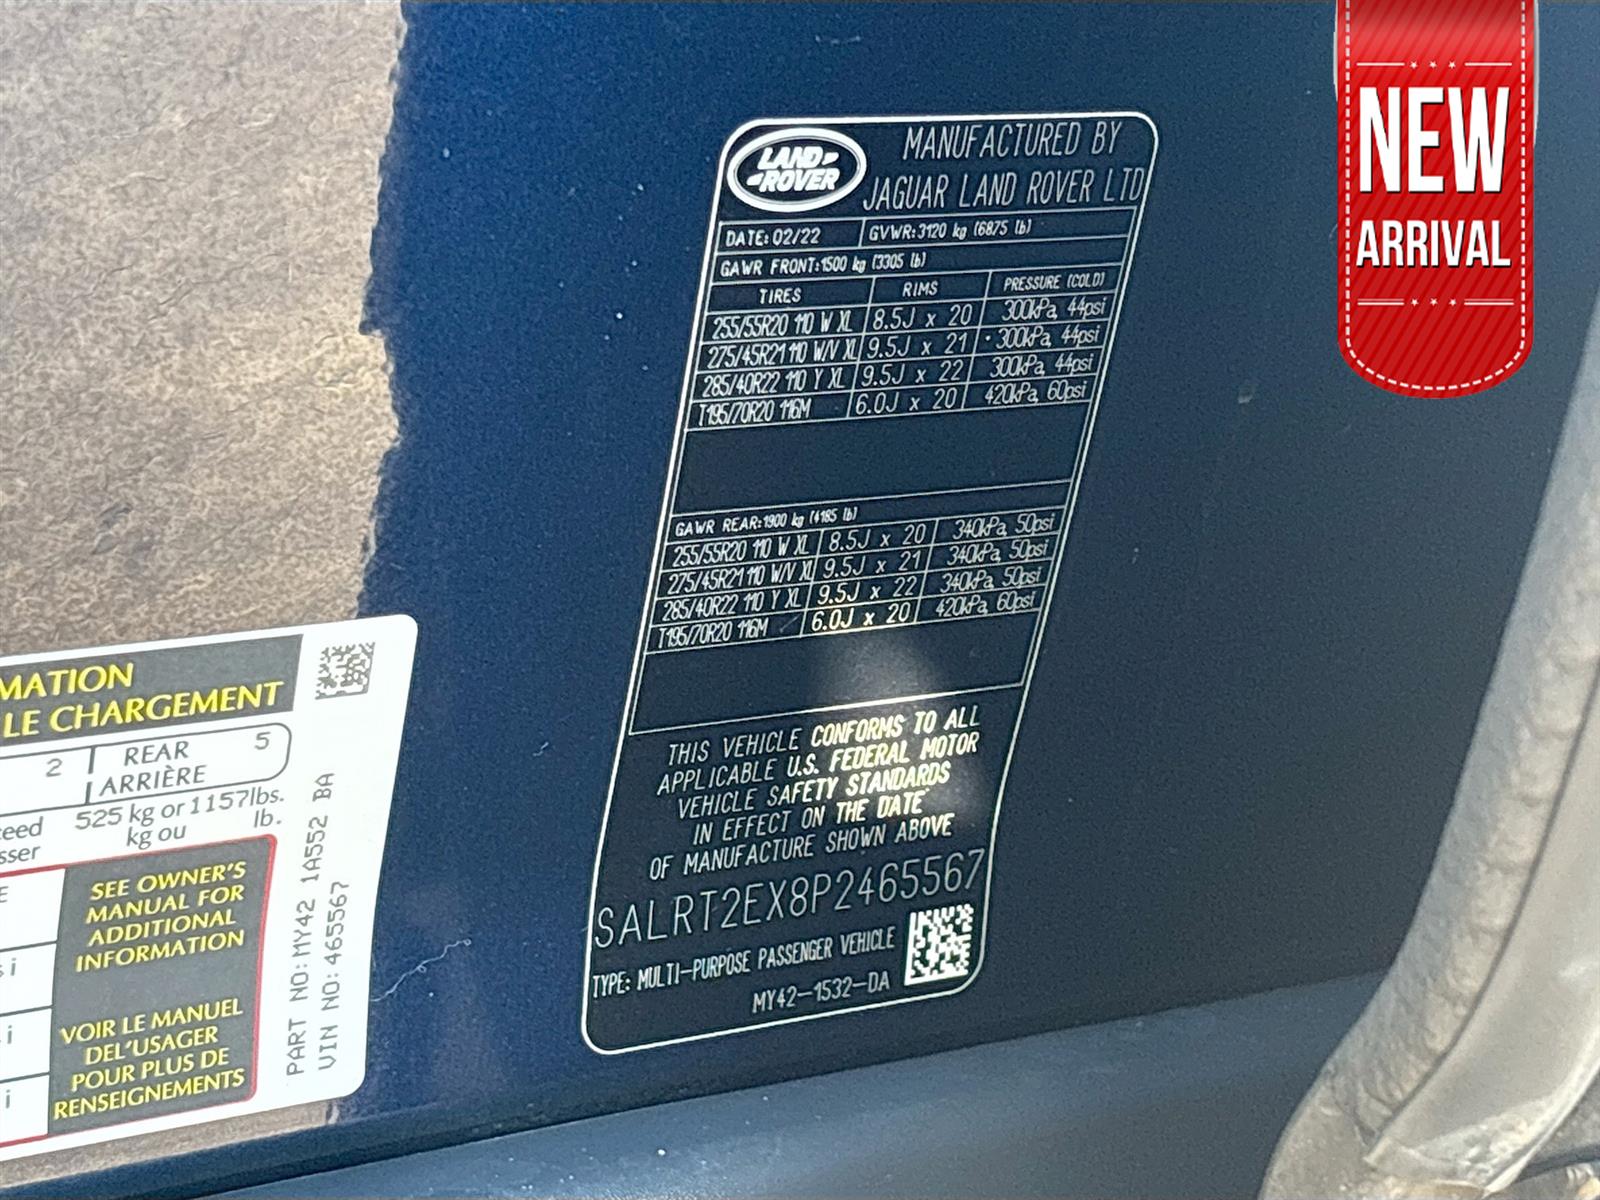 NEW
ARRIVAL
LAND
ROVER
MANUFACTURED BY
JAGUAR LAND ROVER LTD
DATE: 02/22 GVWR: 3120 kg (6875 lb)
GAWR FRONT: 1500 kg (3305 lb)
TIRES RIMS PRESSURE (COLD)
255/55R20 110 W XL 8.5J x 20 300kPa, 44psi
275/45R21 110 W/V XL 9.5J x 21 300kPa, 44psi
285/40R22 110 Y XL 9.5J x 22 300kPa, 44psi
T195/70R20 116M 6.0J x 20 420kPa, 60psi
GAWR REAR: 1900 kg (4185 lb)
255/55R20 110 W XL 8.5J x 20 340kPa, 50psi
275/45R21 110 W/V XL 9.5J x 21 340kPa, 50psi
285/40R22 110 Y XL 9.5J x 22 340kPa, 50psi
T195/70R20 116M 6.0J x 20 420kPa, 60psi
THIS VEHICLE CONFORMS TO ALL
APPLICABLE U.S. FEDERAL MOTOR
VEHICLE SAFETY STANDARDS
IN EFFECT ON THE DATE
OF MANUFACTURE SHOWN ABOVE
SALRT2EX8P2465567
TYPE: MULTI-PURPOSE PASSENGER VEHICLE
MY42-1532-DA
MATION
LE CHARGEMENT
2 REAR 5
ARRIÈRE
ceed 525 kg or 1157lbs.
sser kg ou lb.
E
SEE OWNER'S
MANUAL FOR
ADDITIONAL
INFORMATION
si
i
i
VOIR LE MANUEL
DEL'USAGER
POUR PLUS DE
RENSEIGNEMENTS
PART NO: MY42 1A552 BA
VIN NO: 465567